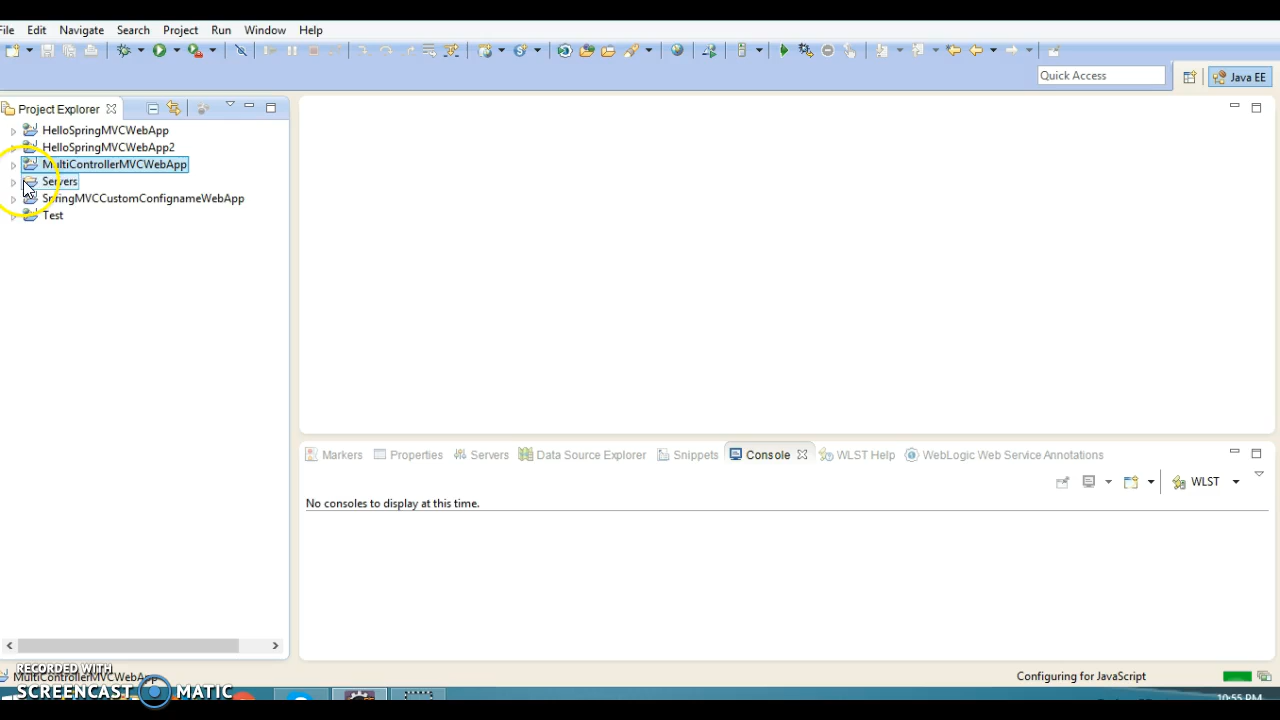 File Edit Navigate Search Project Run Window Help
Quick Access
Java EE
Project Explorer
HelloSpringMVCWebApp
HelloSpringMVCWebApp2
MultiControllerMVCWebApp
Servers
SpringMVCCustomConfignameWebApp
Test
Markers Properties Servers Data Source Explorer Snippets Console WLST Help WebLogic Web Service Annotations
WLST
No consoles to display at this time.
RECORDED WITH
MultiControllerMVCWebApp
Configuring for JavaScript
SCREENCAST MATIC
10:55 PM